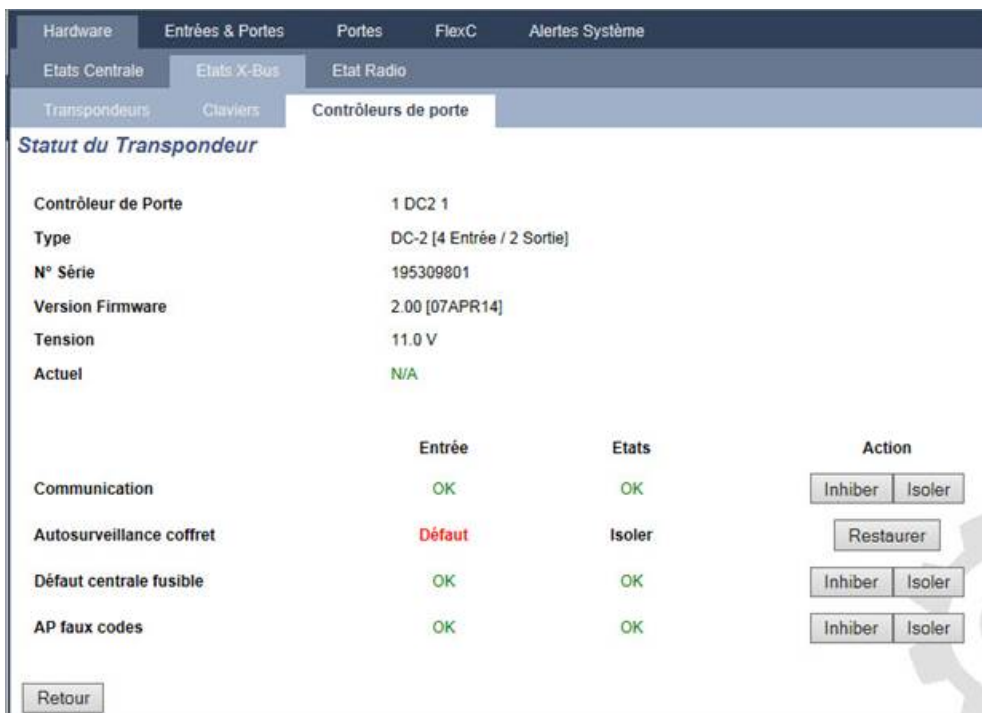 Hardware Entrées & Portes Portes FlexC Alertes Système
Etats Centrale Etats X-Bus Etat Radio
Transpondeurs Claviers Contrôleurs de porte
Statut du Transpondeur
Contrôleur de Porte 1 DC2 1
Type DC-2 [4 Entrée / 2 Sortie]
N° Série 195309801
Version Firmware 2.00 [07APR14]
Tension 11.0 V
Actuel N/A
Entrée Etats Action
Communication OK OK Inhiber Isoler
Autosurveillance coffret Défaut Isoler Restaurer
Défaut centrale fusible OK OK Inhiber Isoler
AP faux codes OK OK Inhiber Isoler
Retour